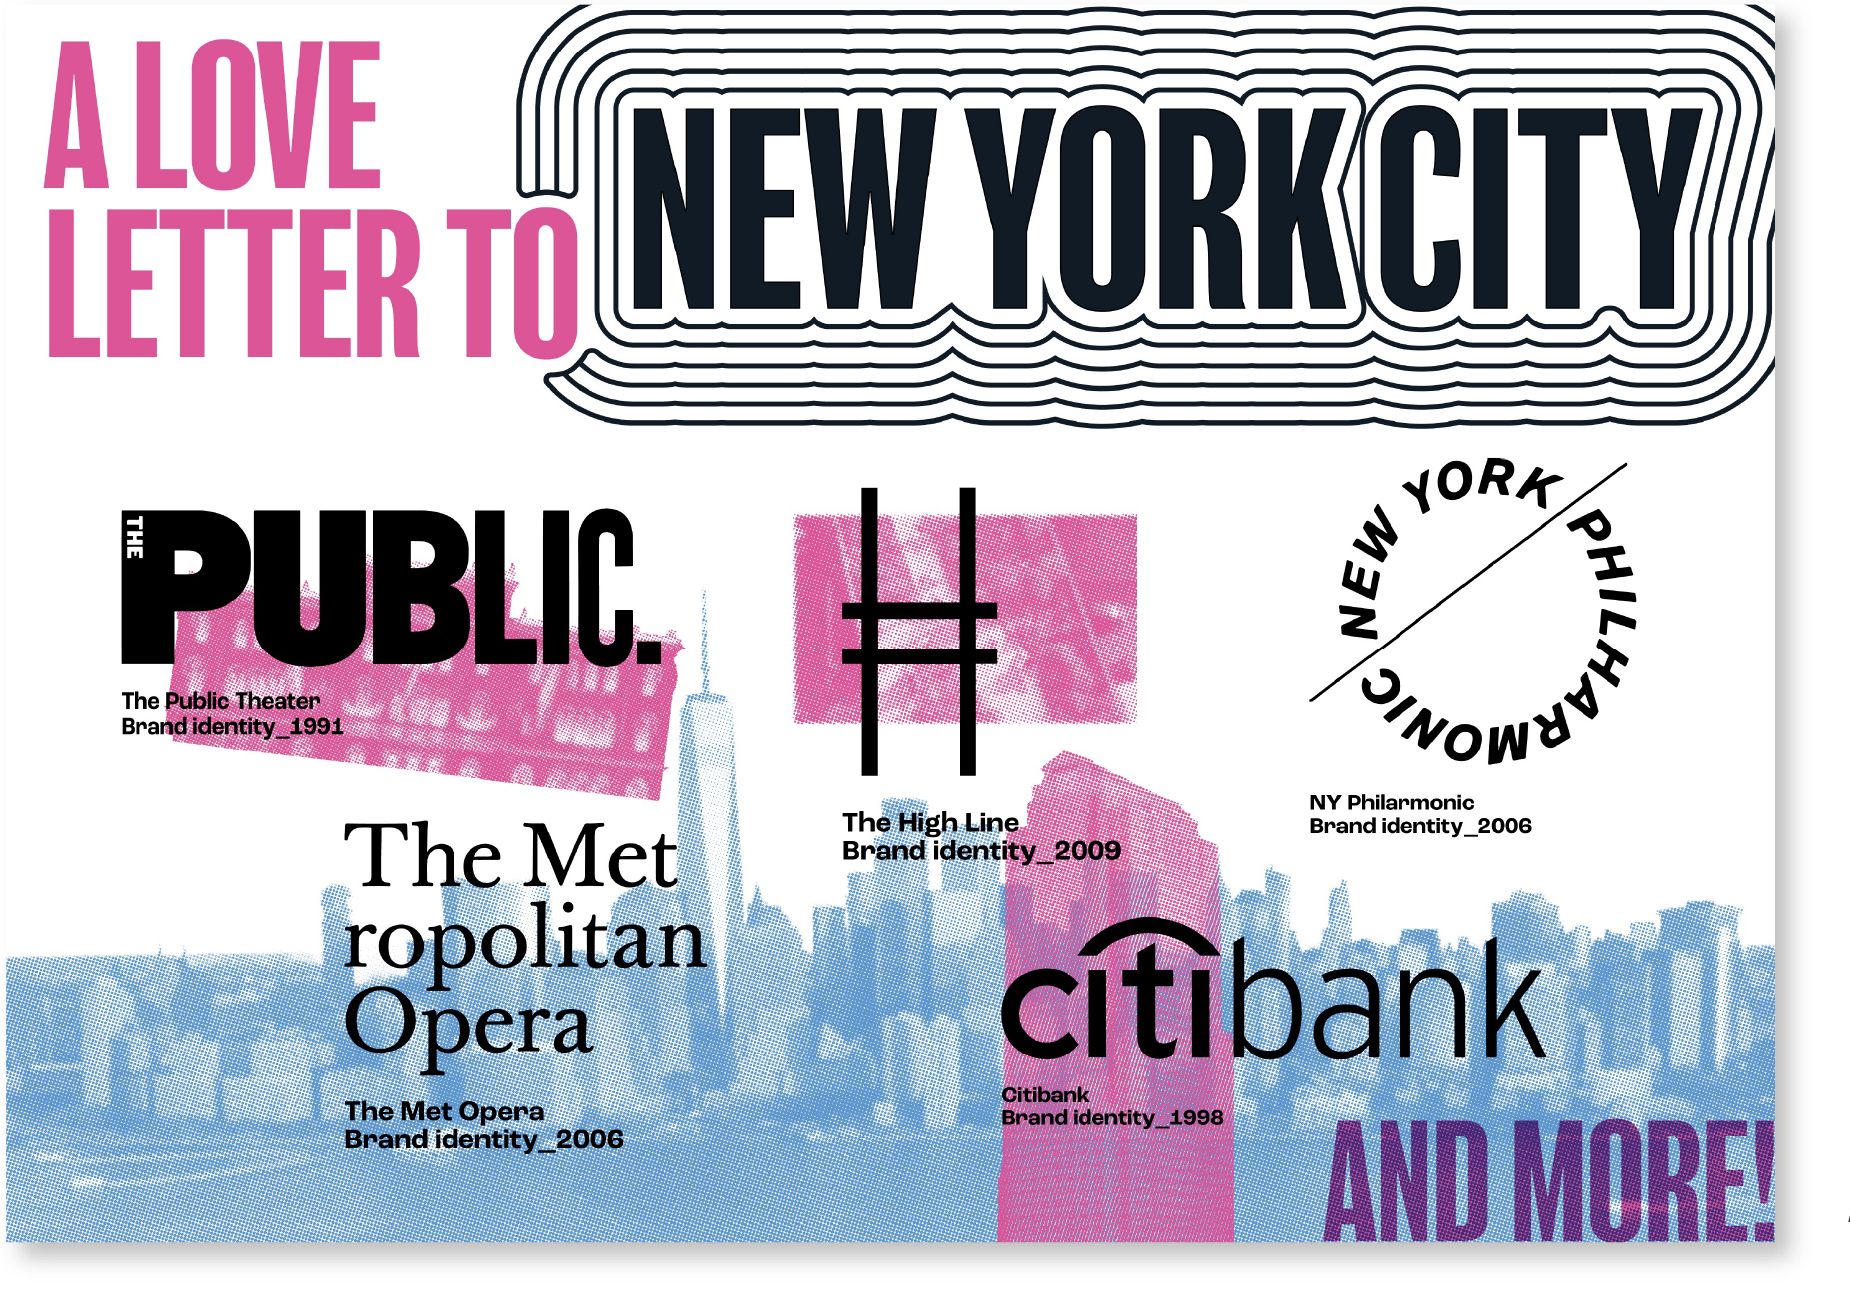 A LOVE
LETTER TO
NEW YORK CITY
THE
PUBLIC.
The Public Theater
Brand identity_1991
The High Line
Brand identity_2009
NEW YORK PHILHARMONIC
NY Philarmonic
Brand identity_2006
The Met
ropolitan
Opera
The Met Opera
Brand identity_2006
citibank
Citibank
Brand identity_1998
AND MORE!